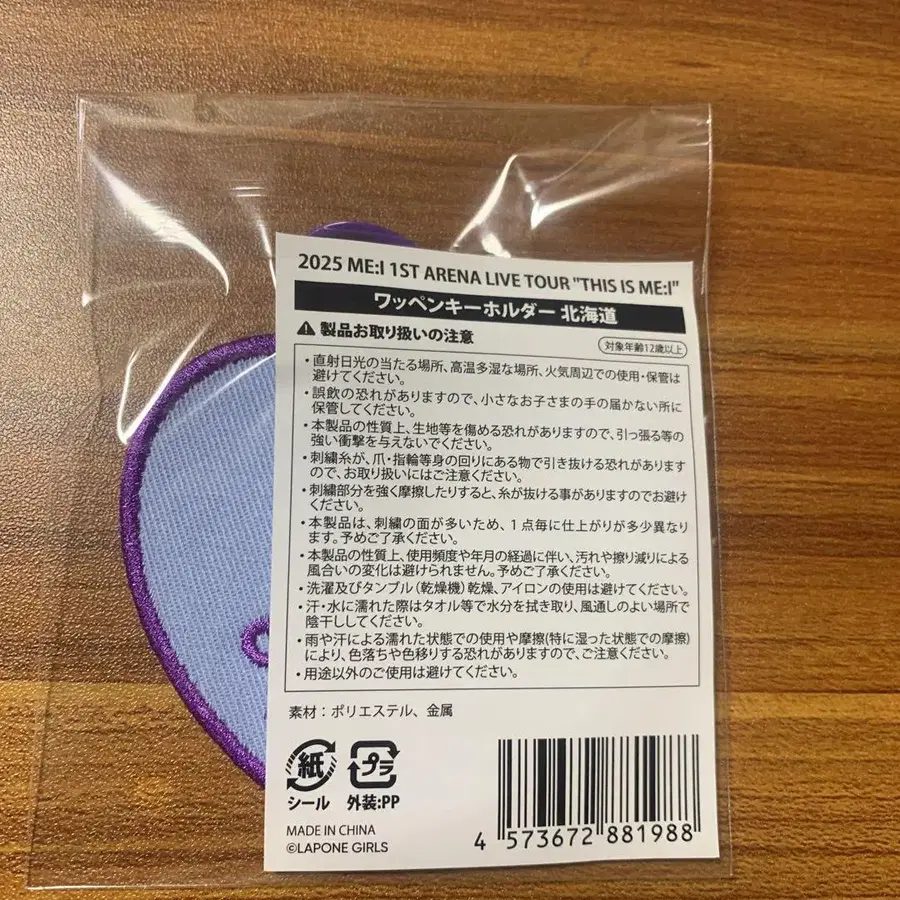 2025 ME:I 1ST ARENA LIVE TOUR "THIS IS ME:I"
ワッペンキーホルダー 北海道
⚠ 製品お取り扱いの注意
対象年齢12歳以上
・直射日光の当たる場所、高温多湿な場所、火気周辺での使用・保管は
避けてください。
・誤飲の恐れがありますので、小さなお子さまの手の届かない所に
保管してください。
・本製品の性質上、生地等を傷める恐れがありますので、引っ張る等の
強い衝撃を与えないでください。
・刺繍糸が、爪・指輪等身の回りにある物で引き抜ける恐れがあります
ので、お取り扱いにはご注意ください。
・刺繍部分を強く摩擦したりすると、糸が抜ける事がありますのでお避け
ください。
・本製品は、刺繍の面が多いため、1点毎に仕上がりが多少異なり
ます。予めご了承ください。
・本製品の性質上、使用頻度や年月の経過に伴い、汚れや擦り減りによる
風合いの変化は避けられません。予めご了承ください。
・洗濯及びタンブル(乾燥機)乾燥、アイロンの使用は避けてください。
・汗・水に濡れた際はタオル等で水分を拭き取り、風通しのよい場所で
陰干ししてください。
・雨や汗による濡れた状態での使用や摩擦(特に湿った状態での摩擦)
により、色落ちや色移りする恐れがありますので、ご注意ください。
・用途以外のご使用は避けてください。
素材:ポリエステル、金属
紙
シール
プラ
外装:PP
MADE IN CHINA
©LAPONE GIRLS
4 573672 881988